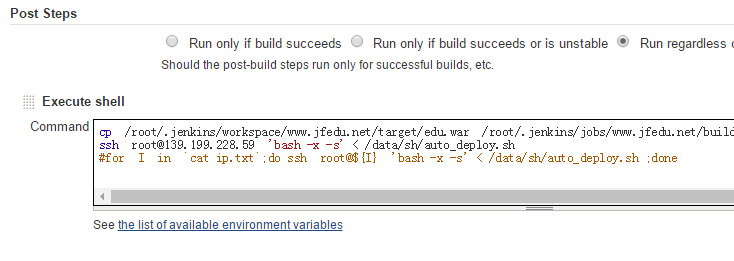 Post Steps
Run only if build succeeds Run only if build succeeds or is unstable Run regardless
Should the post-build steps run only for successful builds, etc.
Execute shell
Command
cp /root/.jenkins/workspace/www.jfedu.net/target/edu.war /root/.jenkins/jobs/www.jfedu.net/build
ssh root@139.199.228.59 'bash -x -s' < /data/sh/auto_deploy.sh
#for I in `cat ip.txt`;do ssh root@${I} 'bash -x -s' < /data/sh/auto_deploy.sh ;done
See the list of available environment variables